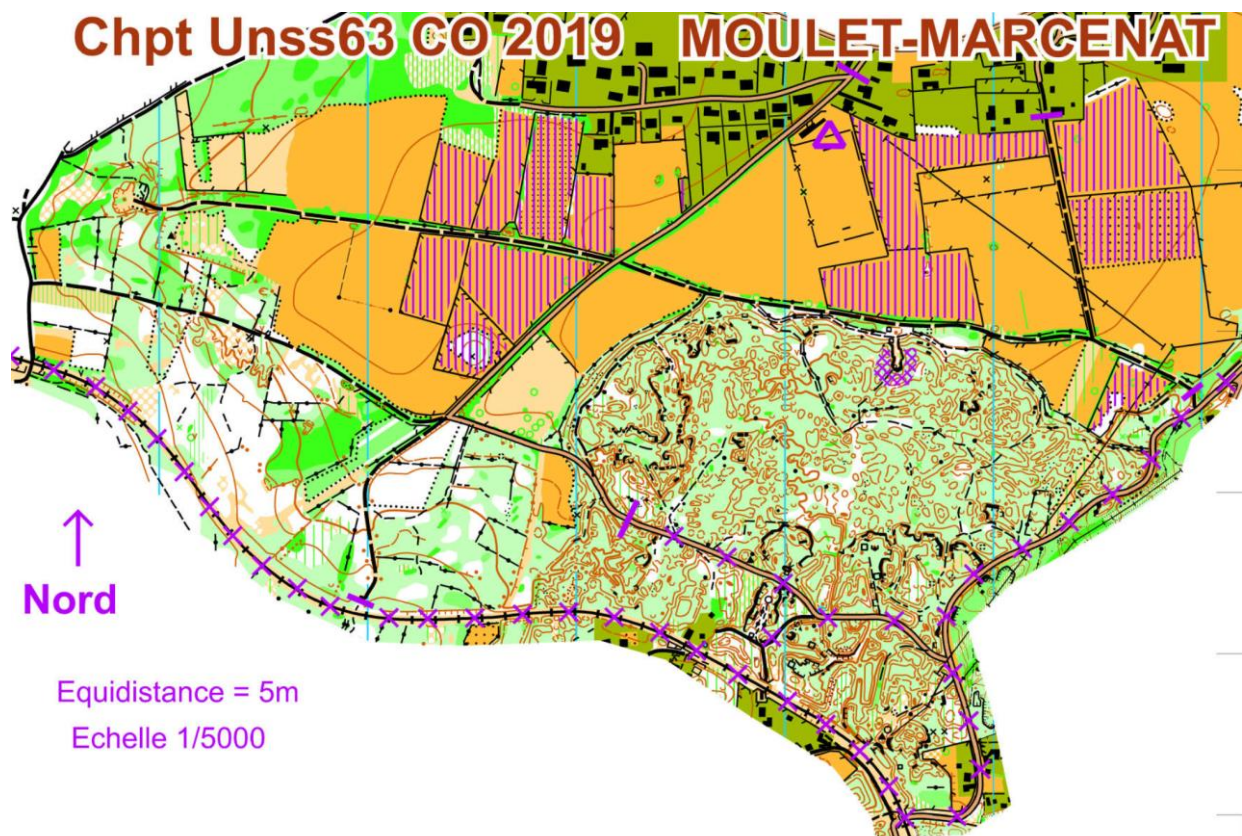 Chpt Unss63 CO 2019 MOULET-MARCENAT
Nord
Equidistance = 5m
Echelle 1/5000